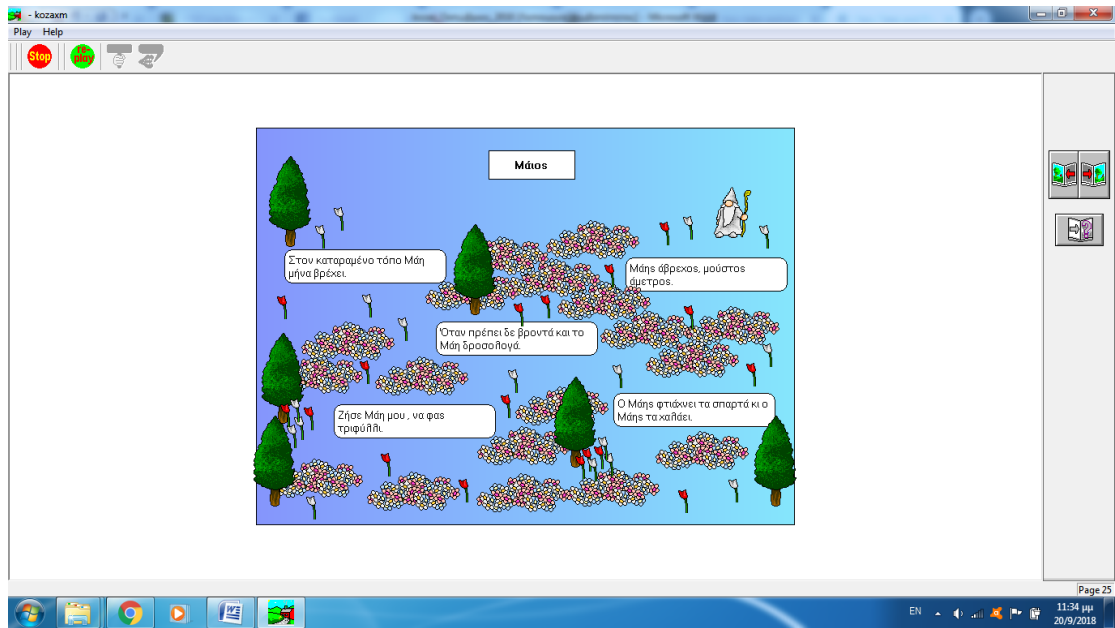 - kozaxm
Play Help
Stop
re-
play
Μάιος
Στον καταραμένο τόπο Μάη
μήνα βρέχει.
Μάης άβρεχος, μούστος
άμετρος.
Όταν πρέπει δε βροντά και το
Μάη δροσολογά.
Ζήσε Μάη μου , να φας
τριφύλλι.
Ο Μάης φτιάχνει τα σπαρτά κι ο
Μάης τα χαλάει.
Page 25
EN
11:34 μμ
20/9/2018